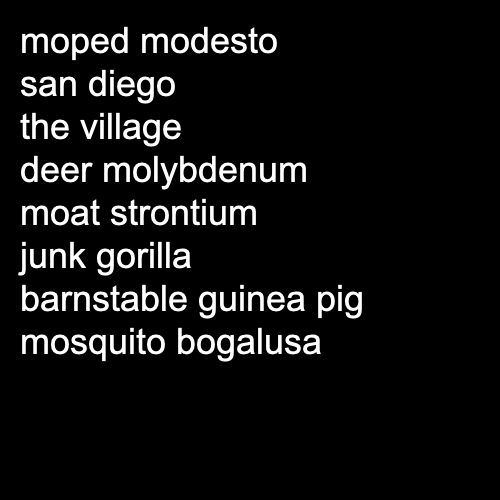 moped modesto
san diego
the village
deer molybdenum
moat strontium
junk gorilla
barnstable guinea pig
mosquito bogalusa